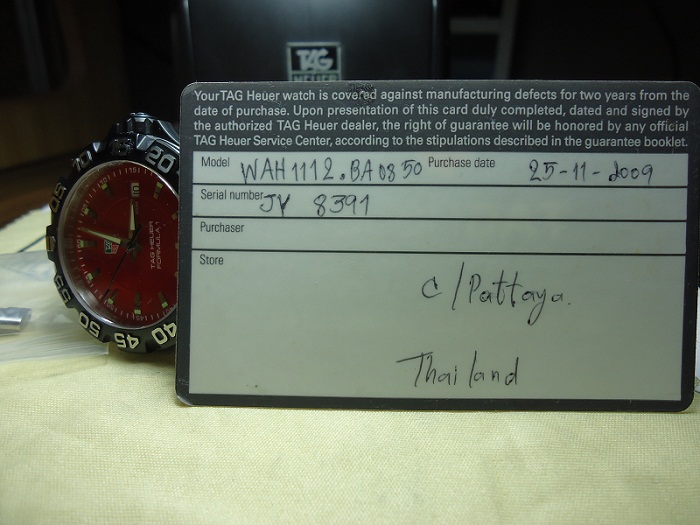 TAG
HEUER
Your TAG Heuer watch is covered against manufacturing defects for two years from the
date of purchase. Upon presentation of this card duly completed, dated and signed by
the authorized TAG Heuer dealer, the right of guarantee will be honored by any official
TAG Heuer Service Center, according to the stipulations described in the guarantee booklet.
Model WAH1112.BA0850 Purchase date 25-11-2009
Serial number JY 8391
Purchaser
Store
C/Pattaya.
Thailand
TAG HEUER
FORMULA 1
10
15
20
40
45
50
55